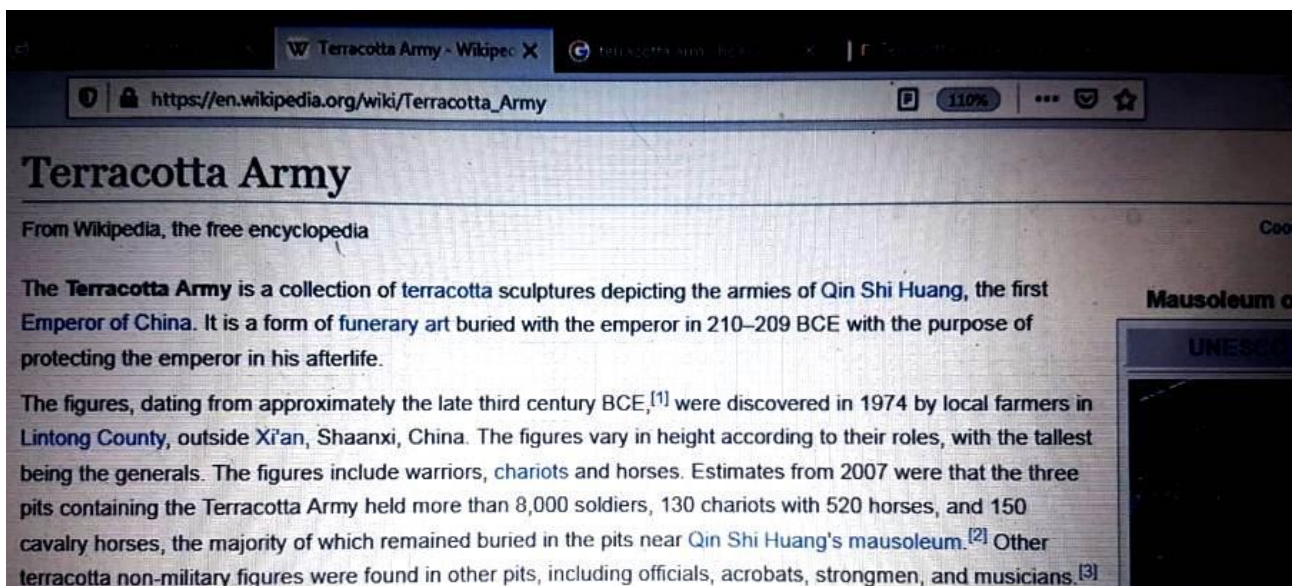 Terracotta Army - Wikipec
https://en.wikipedia.org/wiki/Terracotta_Army 110%
Terracotta Army
From Wikipedia, the free encyclopedia
Coo
The Terracotta Army is a collection of terracotta sculptures depicting the armies of Qin Shi Huang, the first
Emperor of China. It is a form of funerary art buried with the emperor in 210–209 BCE with the purpose of
protecting the emperor in his afterlife.
Mausoleum o
UNESCO
The figures, dating from approximately the late third century BCE,[1] were discovered in 1974 by local farmers in
Lintong County, outside Xi'an, Shaanxi, China. The figures vary in height according to their roles, with the tallest
being the generals. The figures include warriors, chariots and horses. Estimates from 2007 were that the three
pits containing the Terracotta Army held more than 8,000 soldiers, 130 chariots with 520 horses, and 150
cavalry horses, the majority of which remained buried in the pits near Qin Shi Huang's mausoleum.[2] Other
terracotta non-military figures were found in other pits, including officials, acrobats, strongmen, and musicians.[3]